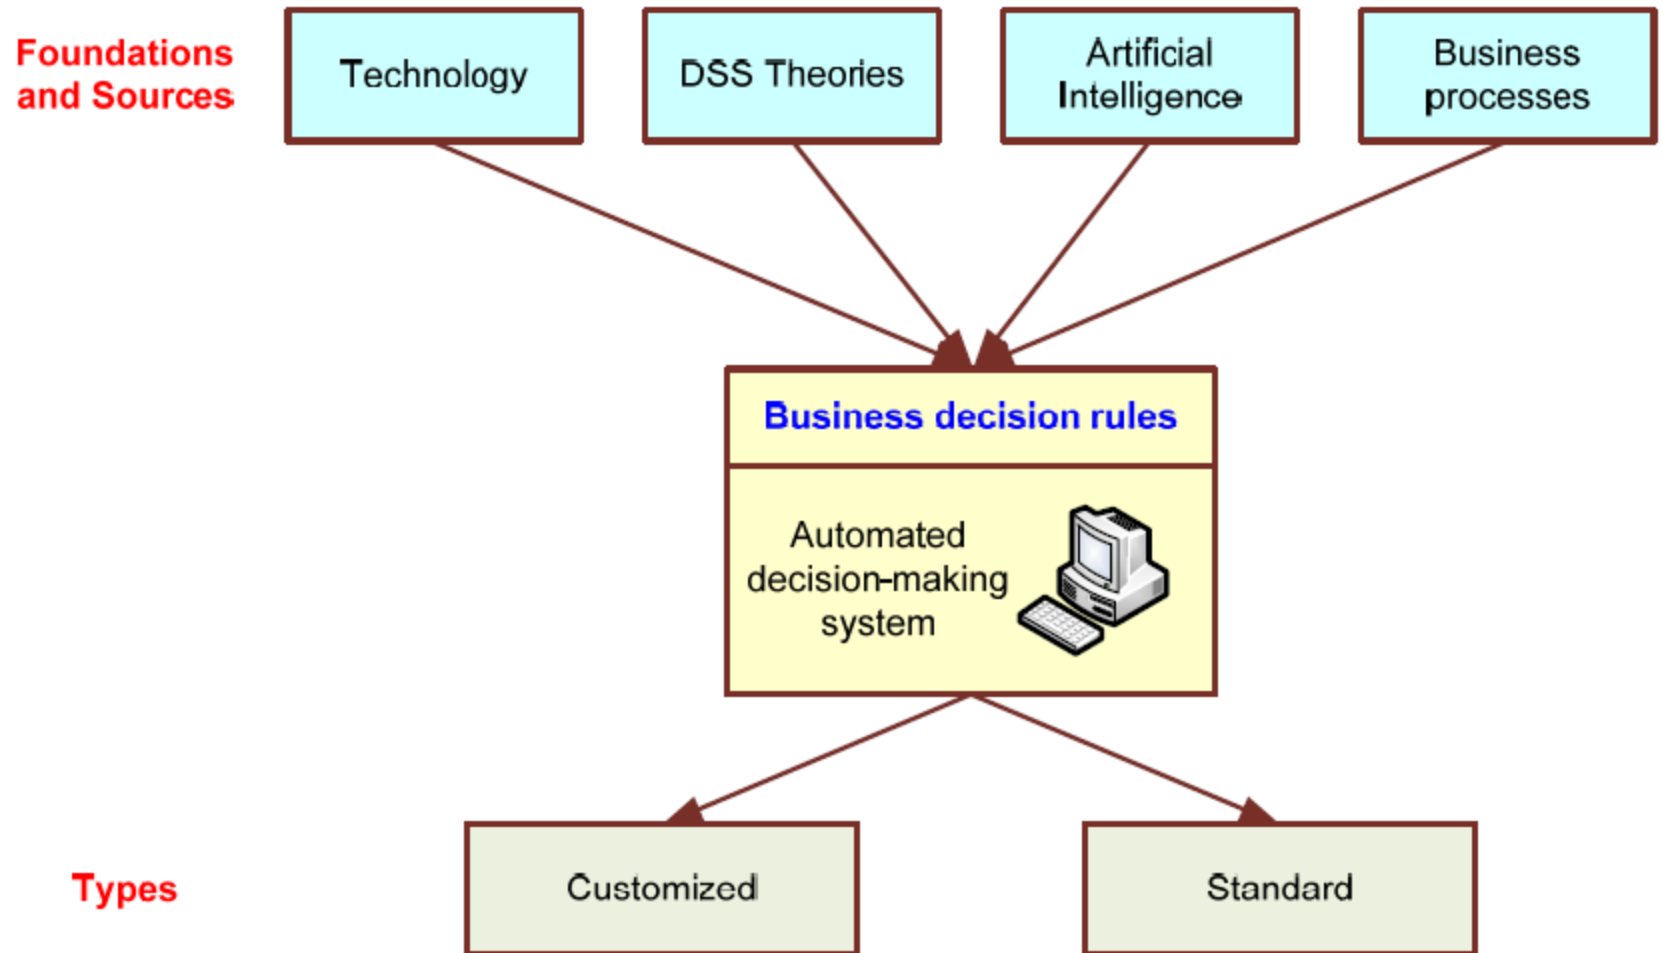 Foundations
and Sources
Technology
DSS Theories
Artificial
Intelligence
Business
processes
Business decision rules
Automated
decision-making
system
Types
Customized
Standard